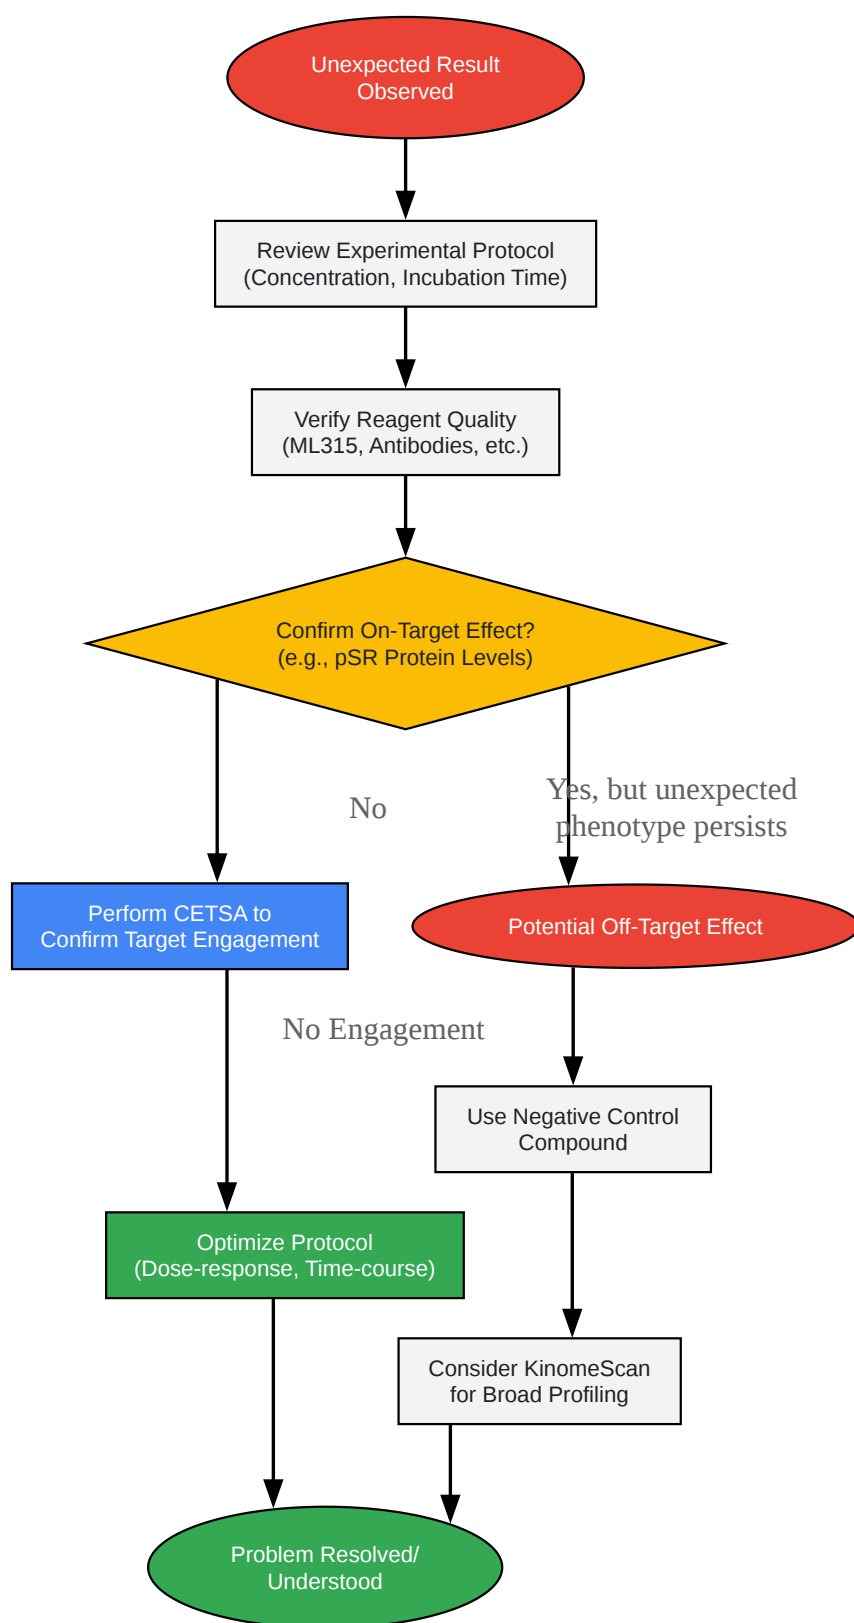 Unexpected Result
Observed
Review Experimental Protocol
(Concentration, Incubation Time)
Verify Reagent Quality
(ML315, Antibodies, etc.)
Confirm On-Target Effect?
(e.g., pSR Protein Levels)
No
Yes, but unexpected
phenotype persists
Perform CETSA to
Confirm Target Engagement
Potential Off-Target Effect
No Engagement
Use Negative Control
Compound
Optimize Protocol
(Dose-response, Time-course)
Consider KinomeScan
for Broad Profiling
Problem Resolved/
Understood